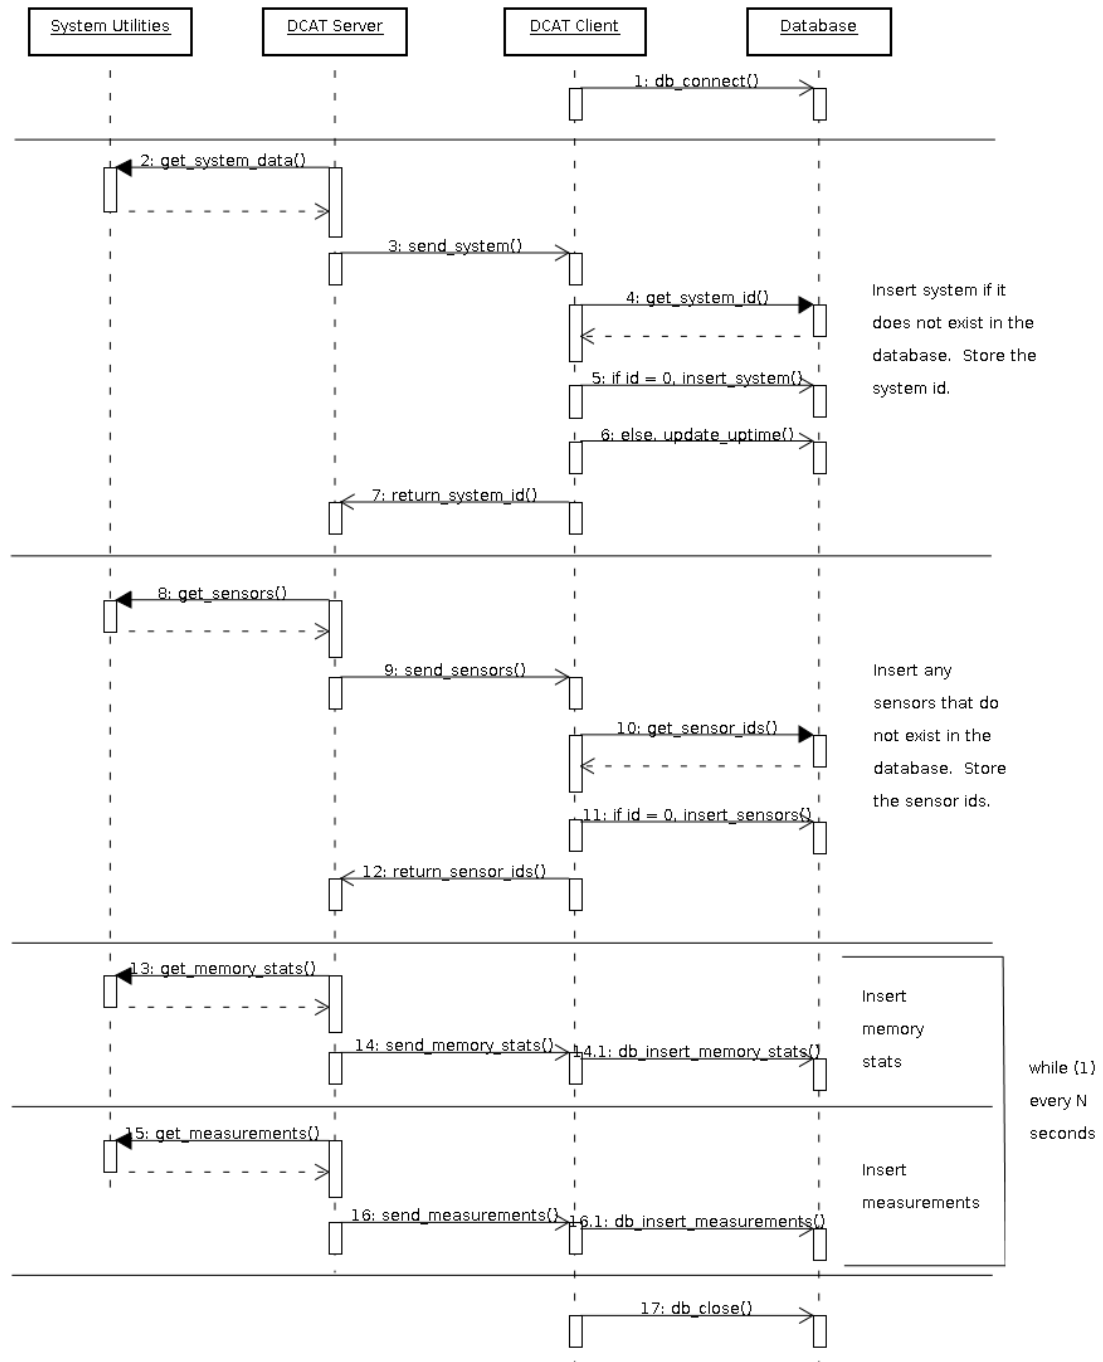 System Utilities
DCAT Server
DCAT Client
Database
1: db_connect()
2: get_system_data()
3: send_system()
4: get_system_id()
Insert system if it
does not exist in the
database. Store the
system id.
5: if id = 0, insert_system()
6: else, update_uptime()
7: return_system_id()
8: get_sensors()
9: send_sensors()
Insert any
sensors that do
not exist in the
database. Store
the sensor ids.
10: get_sensor_ids()
11: if id = 0, insert_sensors()
12: return_sensor_ids()
13: get_memory_stats()
Insert
memory
stats
14: send_memory_stats()
14.1: db_insert_memory_stats()
while (1)
every N
seconds
15: get_measurements()
Insert
measurements
16: send_measurements()
16.1: db_insert_measurements()
17: db_close()